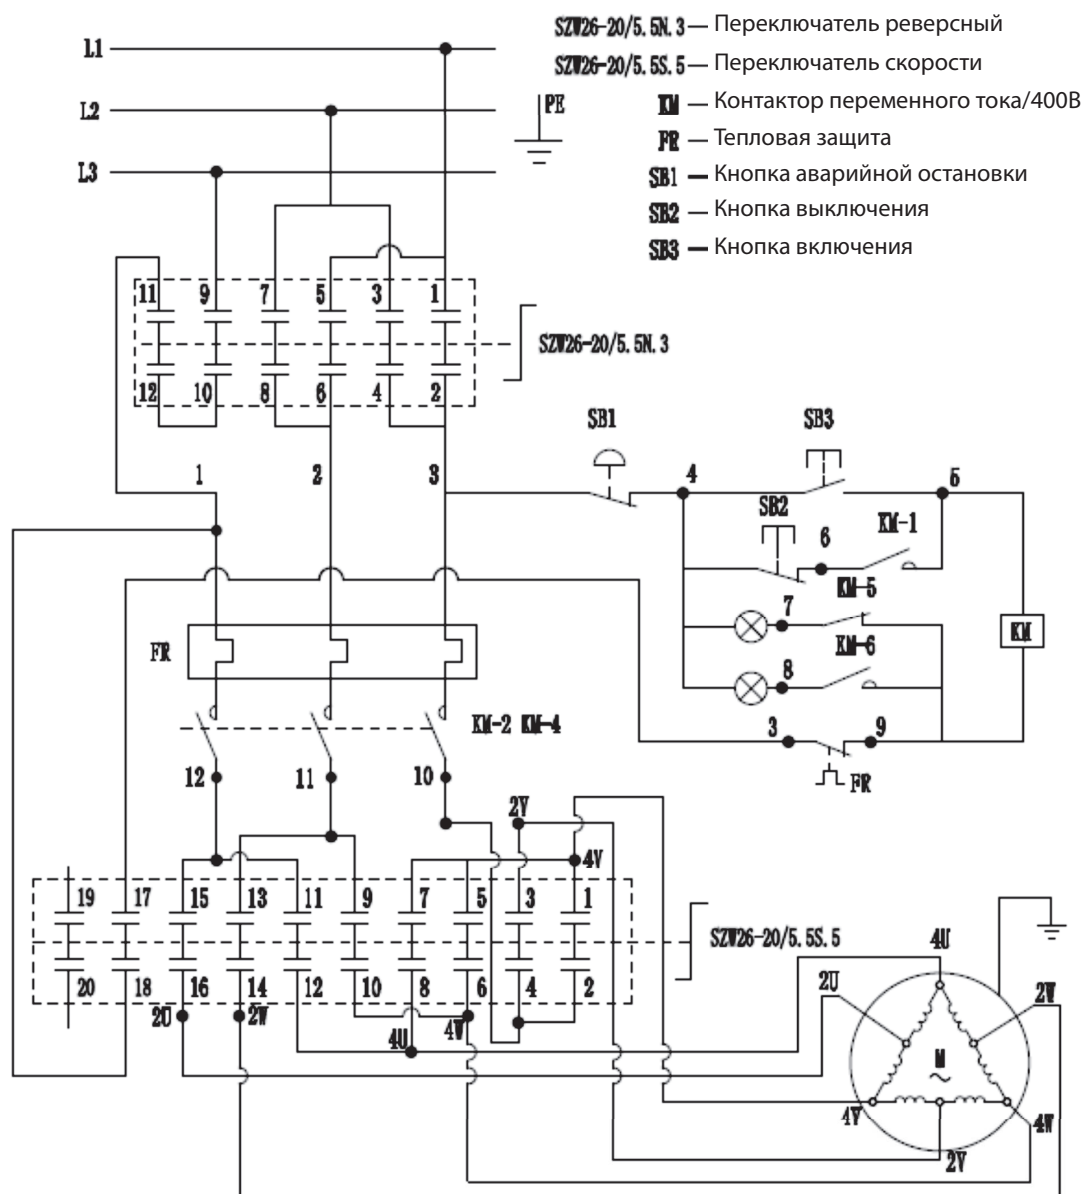 SZW26-20/5.5N.3 — Переключатель реверсный
SZW26-20/5.5S.5 — Переключатель скорости
KM — Контактор переменного тока/400В
FR — Тепловая защита
SB1 — Кнопка аварийной остановки
SB2 — Кнопка выключения
SB3 — Кнопка включения
L1
L2
PE
L3
11 9 7 5 3 1
SZW26-20/5.5N.3
12 10 8 6 4 2
SB1 SB3
1 2 3
4 5
SB2 KM-1
6
KM-5
7
KM
KM-6
FR
8
KM-2 KM-4
3 9
12 11 10
FR
2V
4V
19 17 15 13 11 9 7 5 3 1
SZW26-20/5.5S.5
20 18 16 14 12 10 8 6 4 2
4U
2U 2W
2U 2W 4U 4W
M
~
4V 4W
2V